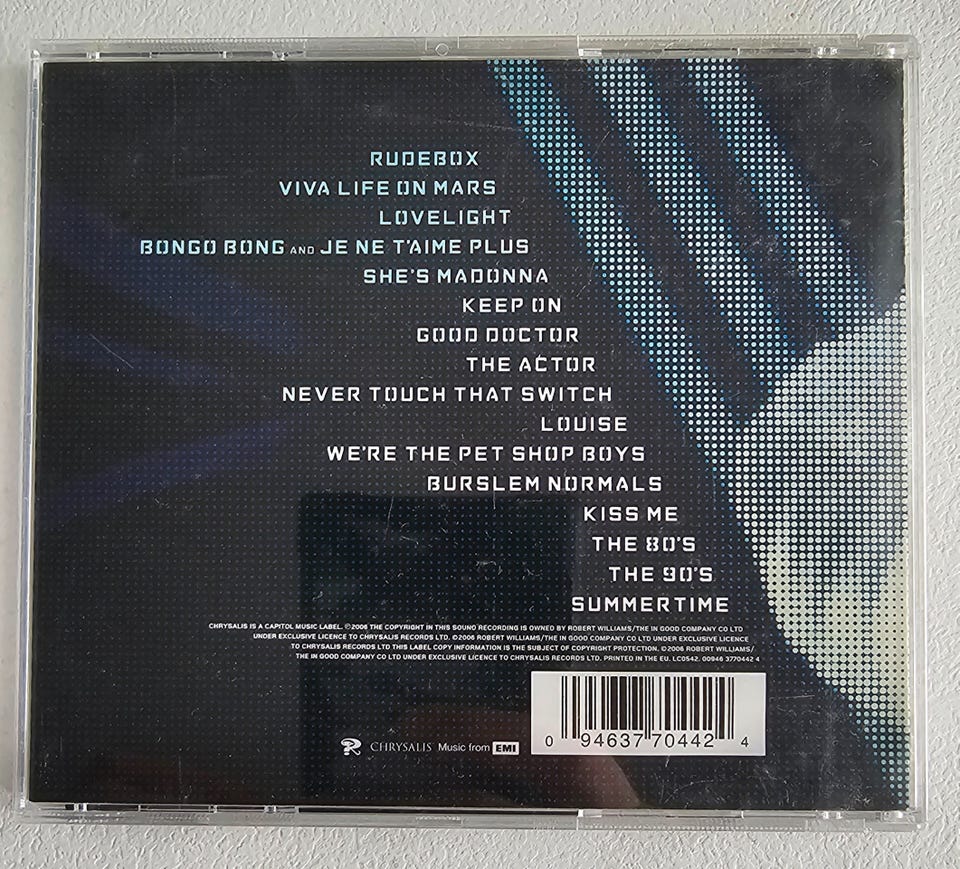 RUDEBOX
VIVA LIFE ON MARS
LOVELIGHT
BONGO BONG AND JE NE T'AIME PLUS
SHE'S MADONNA
KEEP ON
GOOD DOCTOR
THE ACTOR
NEVER TOUCH THAT SWITCH
LOUISE
WE'RE THE PET SHOP BOYS
BURSLEM NORMALS
KISS ME
THE 80'S
THE 90'S
SUMMERTIME
CHRYSALIS IS A CAPITOL MUSIC LABEL. ℗2006 THE COPYRIGHT IN THIS SOUND RECORDING IS OWNED BY ROBERT WILLIAMS/THE IN GOOD COMPANY CO LTD
UNDER EXCLUSIVE LICENCE TO CHRYSALIS RECORDS LTD. ©2006 ROBERT WILLIAMS/THE IN GOOD COMPANY CO LTD UNDER EXCLUSIVE LICENCE
TO CHRYSALIS RECORDS LTD THIS LABEL COPY INFORMATION IS THE SUBJECT OF COPYRIGHT PROTECTION. ©2006 ROBERT WILLIAMS/
THE IN GOOD COMPANY CO LTD UNDER EXCLUSIVE LICENCE TO CHRYSALIS RECORDS LTD. PRINTED IN THE EU. LC0542. 00946 3770442 4
CHRYSALIS Music from EMI
0 94637 70442 4